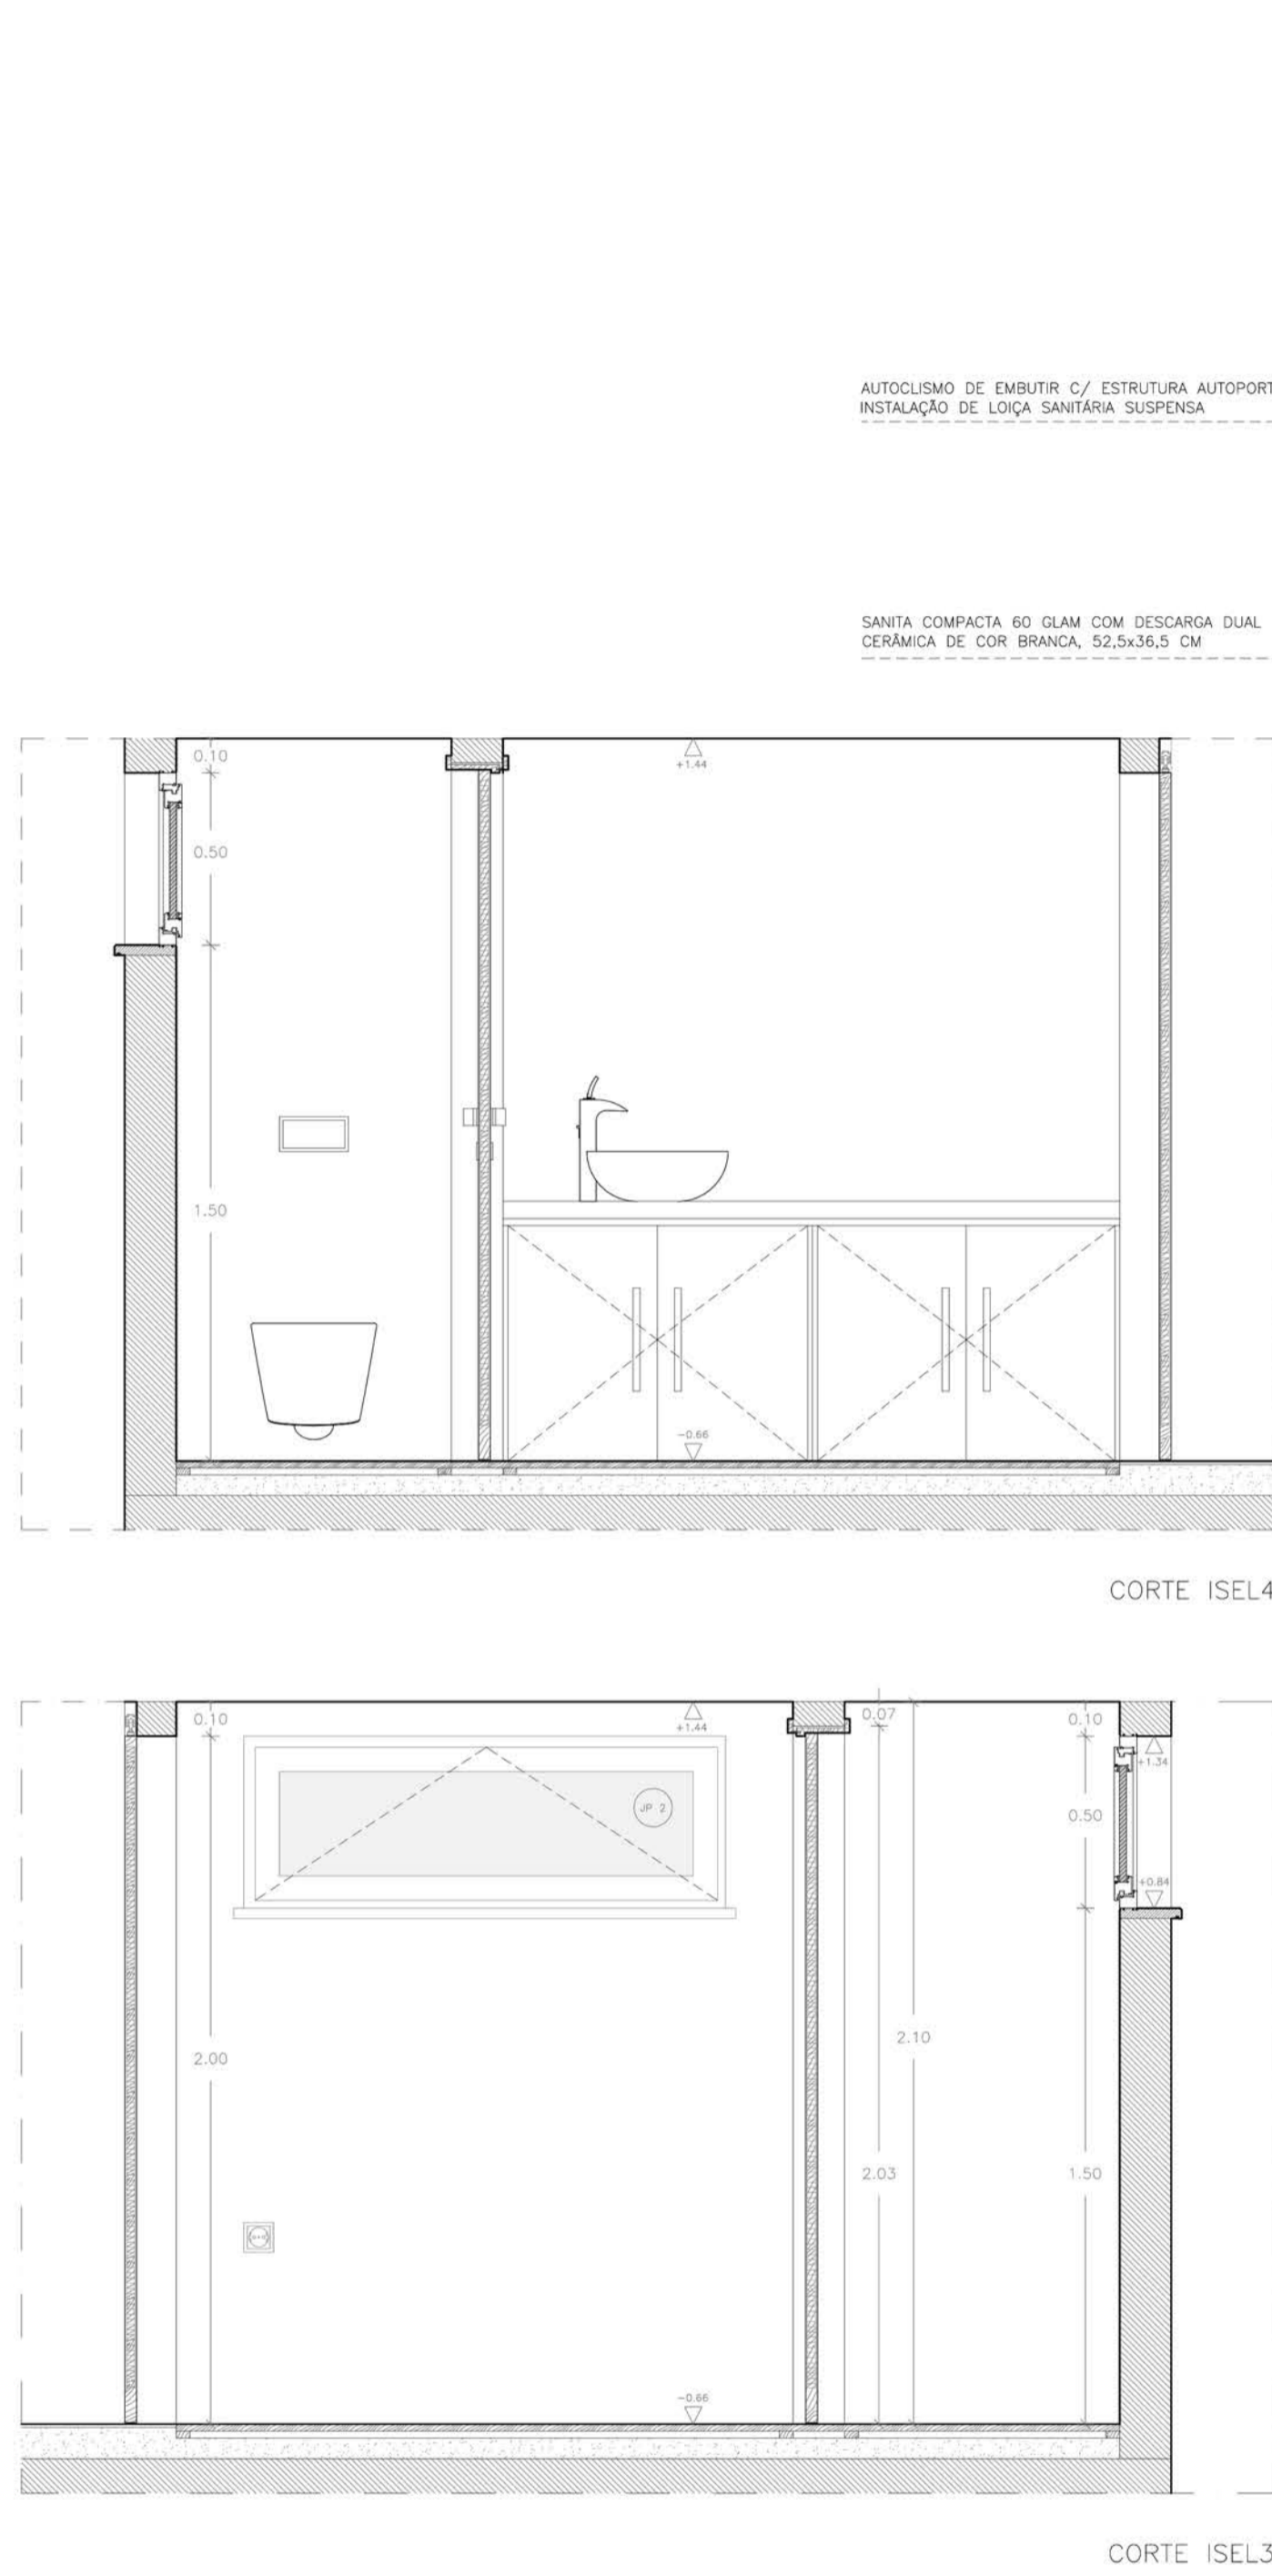 AUTOCLISMO DE EMBUTIR C/ ESTRUTURA AUTOPORT
INSTALAÇÃO DE LOIÇA SANITÁRIA SUSPENSA
SANITA COMPACTA 60 GLAM COM DESCARGA DUAL
CERÂMICA DE COR BRANCA, 52,5x36,5 CM
0.10
+1.44
0.50
1.50
-0.66
CORTE ISEL4
0.10
+1.44
0.07
0.10
+1.34
JP 2
0.50
+0.84
2.10
2.00
2.03
1.50
-0.66
CORTE ISEL3